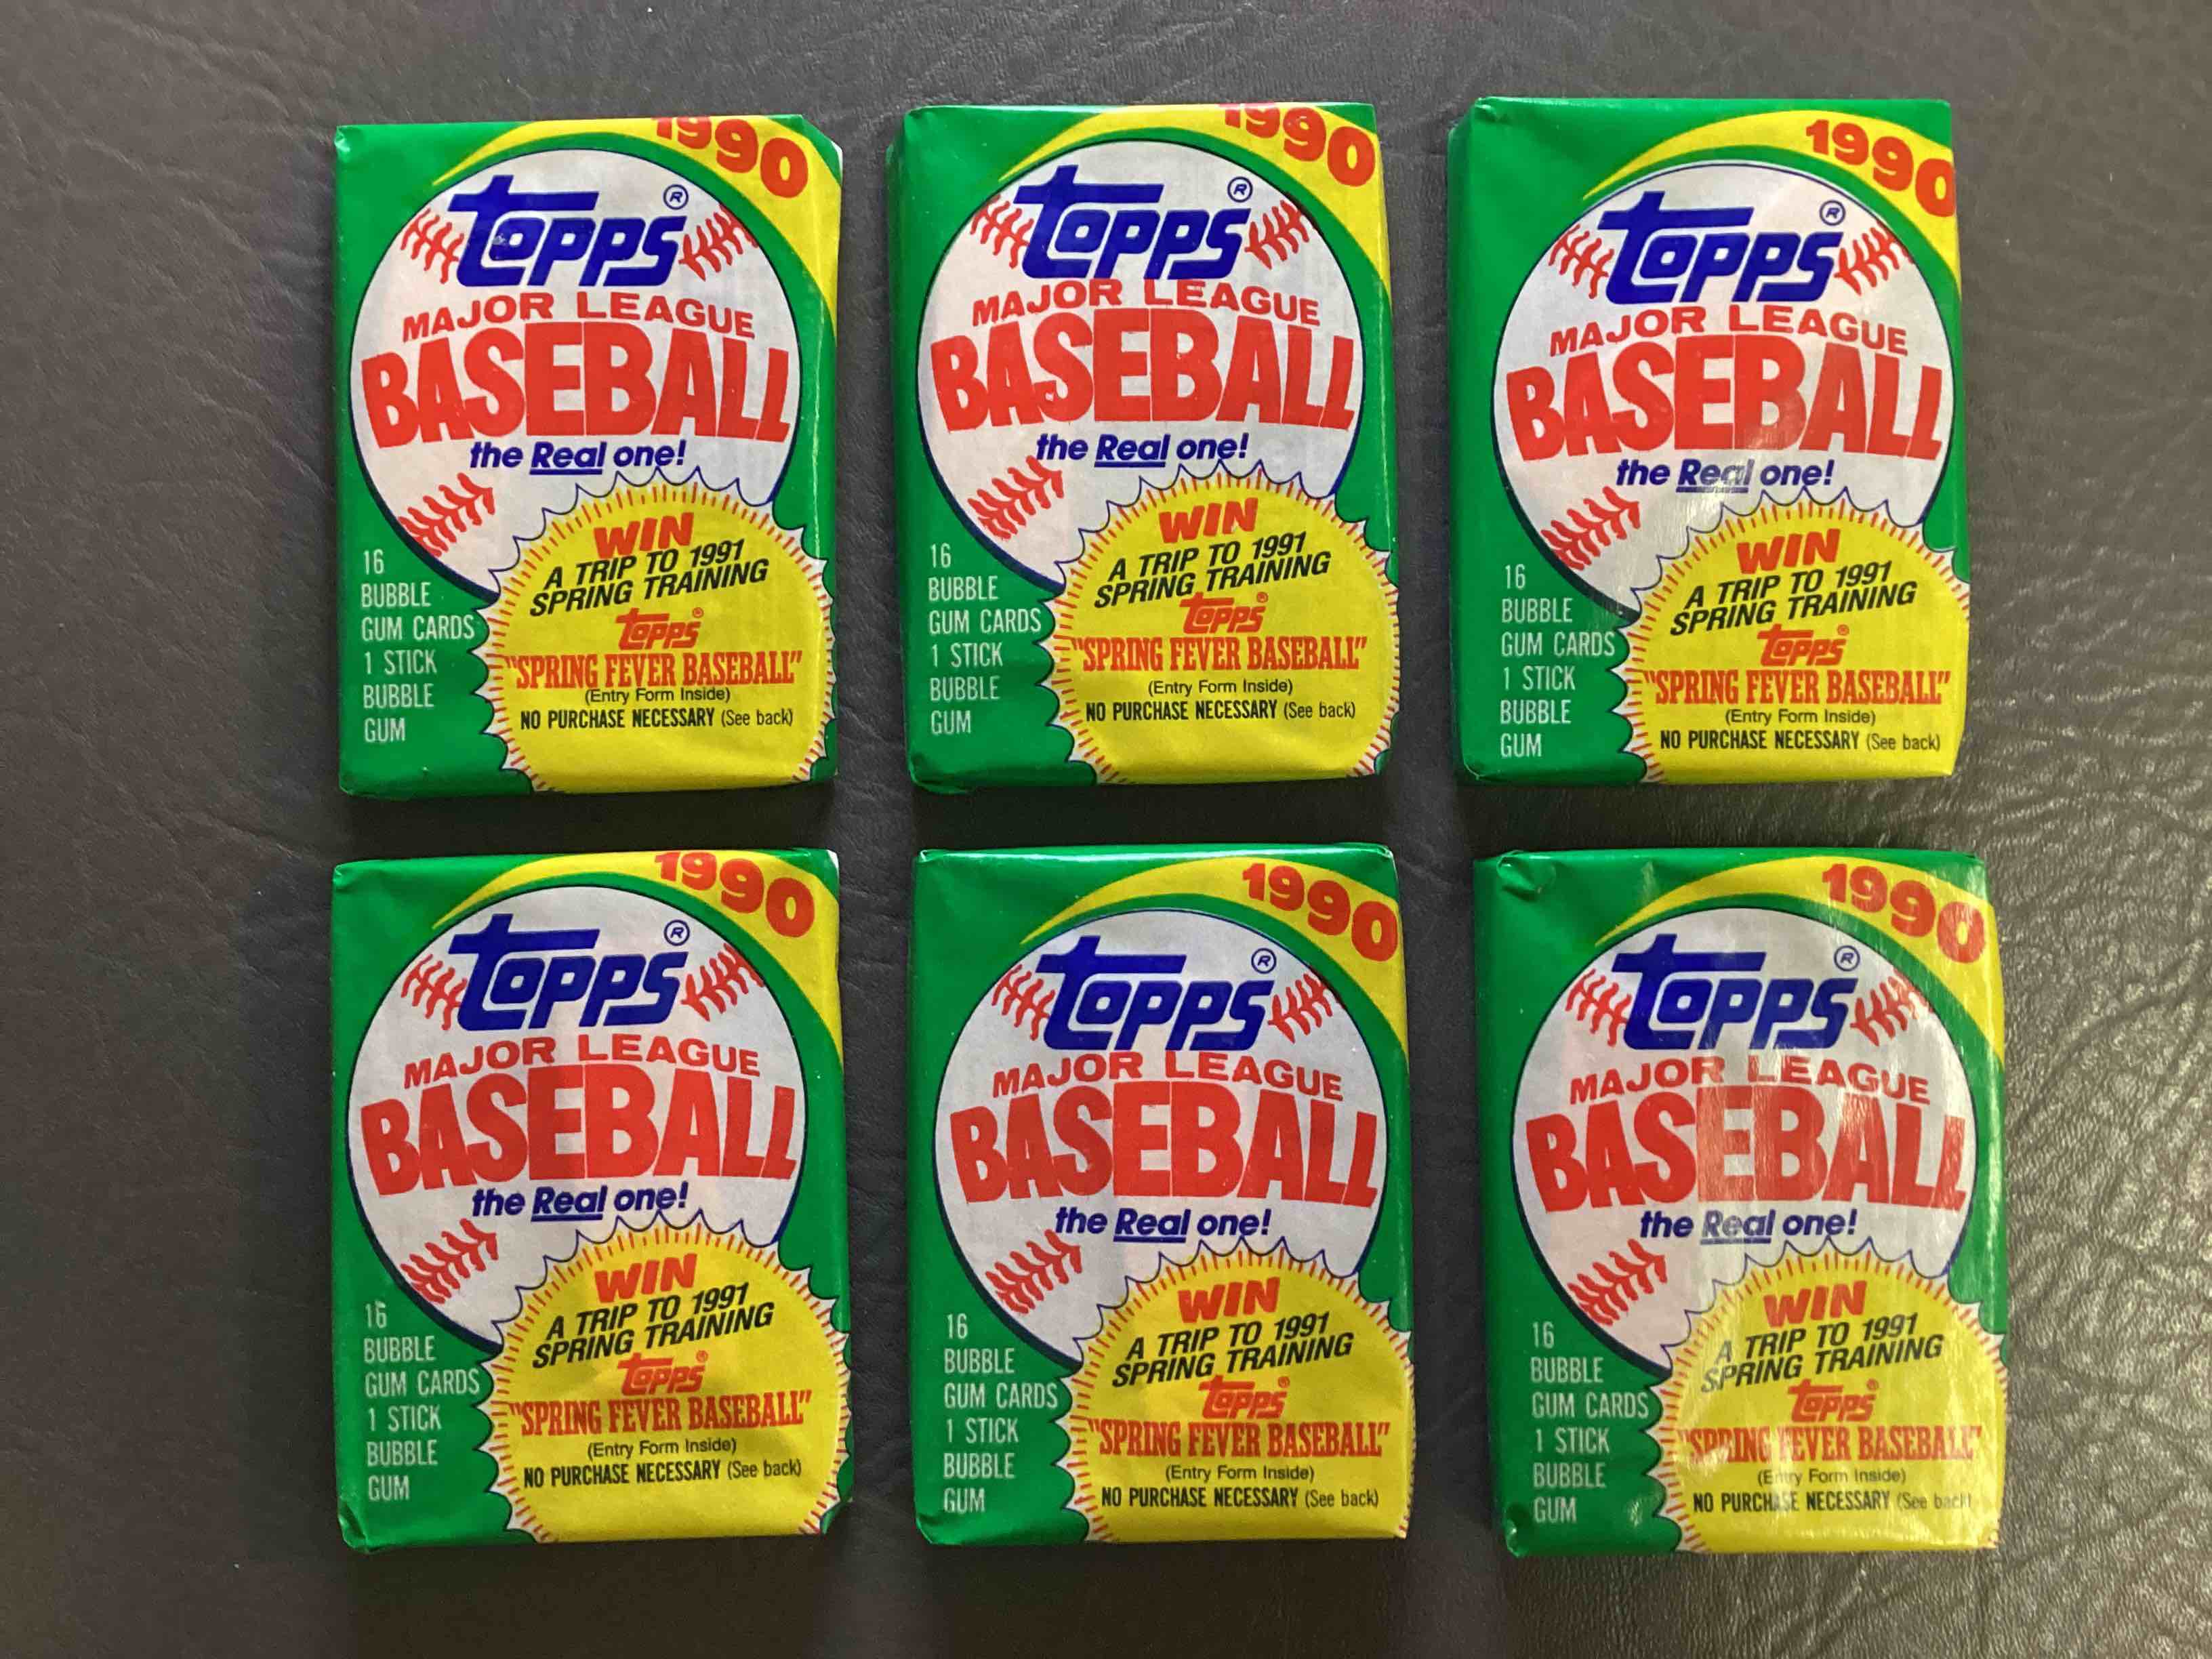 1990
Topps®
MAJOR LEAGUE
BASEBALL
the Real one!
WIN
A TRIP TO 1991
SPRING TRAINING
Topps®
"SPRING FEVER BASEBALL"
(Entry Form Inside)
NO PURCHASE NECESSARY (See back)
16
BUBBLE
GUM CARDS
1 STICK
BUBBLE
GUM
1990
Topps®
MAJOR LEAGUE
BASEBALL
the Real one!
WIN
A TRIP TO 1991
SPRING TRAINING
Topps®
"SPRING FEVER BASEBALL"
(Entry Form Inside)
NO PURCHASE NECESSARY (See back)
16
BUBBLE
GUM CARDS
1 STICK
BUBBLE
GUM
1990
Topps®
MAJOR LEAGUE
BASEBALL
the Real one!
WIN
A TRIP TO 1991
SPRING TRAINING
Topps®
"SPRING FEVER BASEBALL"
(Entry Form Inside)
NO PURCHASE NECESSARY (See back)
16
BUBBLE
GUM CARDS
1 STICK
BUBBLE
GUM
1990
Topps®
MAJOR LEAGUE
BASEBALL
the Real one!
WIN
A TRIP TO 1991
SPRING TRAINING
Topps®
"SPRING FEVER BASEBALL"
(Entry Form Inside)
NO PURCHASE NECESSARY (See back)
16
BUBBLE
GUM CARDS
1 STICK
BUBBLE
GUM
1990
Topps®
MAJOR LEAGUE
BASEBALL
the Real one!
WIN
A TRIP TO 1991
SPRING TRAINING
Topps®
"SPRING FEVER BASEBALL"
(Entry Form Inside)
NO PURCHASE NECESSARY (See back)
16
BUBBLE
GUM CARDS
1 STICK
BUBBLE
GUM
1990
Topps®
MAJOR LEAGUE
BASEBALL
the Real one!
WIN
A TRIP TO 1991
SPRING TRAINING
Topps®
"SPRING FEVER BASEBALL"
(Entry Form Inside)
NO PURCHASE NECESSARY (See back)
16
BUBBLE
GUM CARDS
1 STICK
BUBBLE
GUM